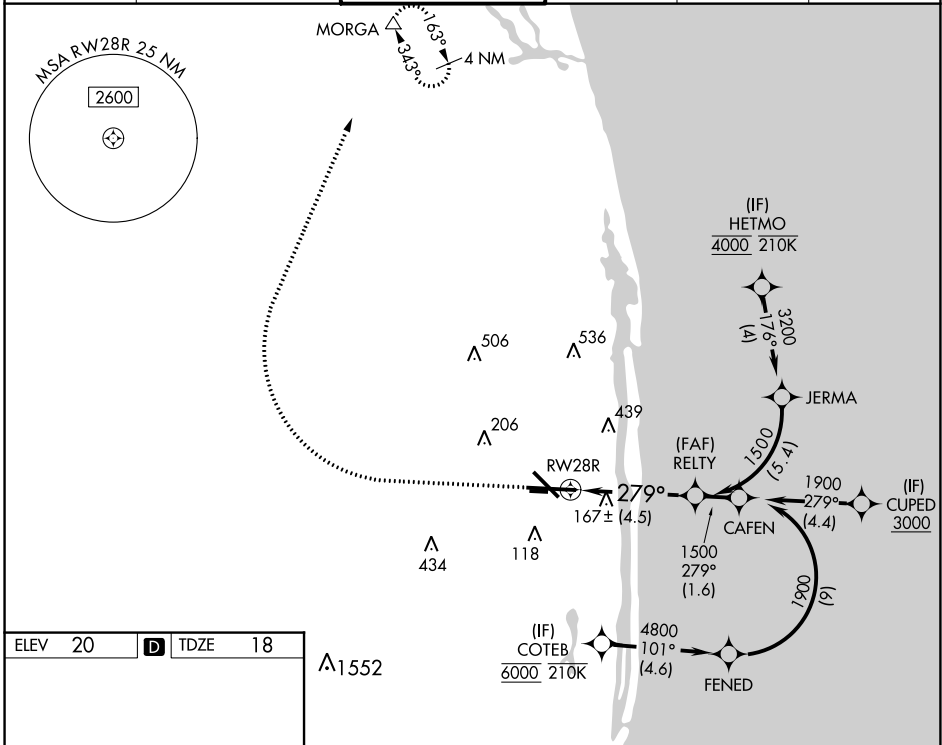 MSA RW28R 25 NM
2600
MORGA
163°
343°
4 NM
(IF)
HETMO
4000 210K
3200
176°
(4)
506
536
JERMA
439
206
1500
(5.4)
(FAF)
RELTY
RW28R
279°
1900
279°
(4.4)
(IF)
CUPED
3000
167± (4.5)
CAFEN
118
434
1500
279°
(1.6)
1900
(9)
(IF)
COTEB
6000 210K
4800
101°
(4.6)
FENED
ELEV 20 D TDZE 18
1552